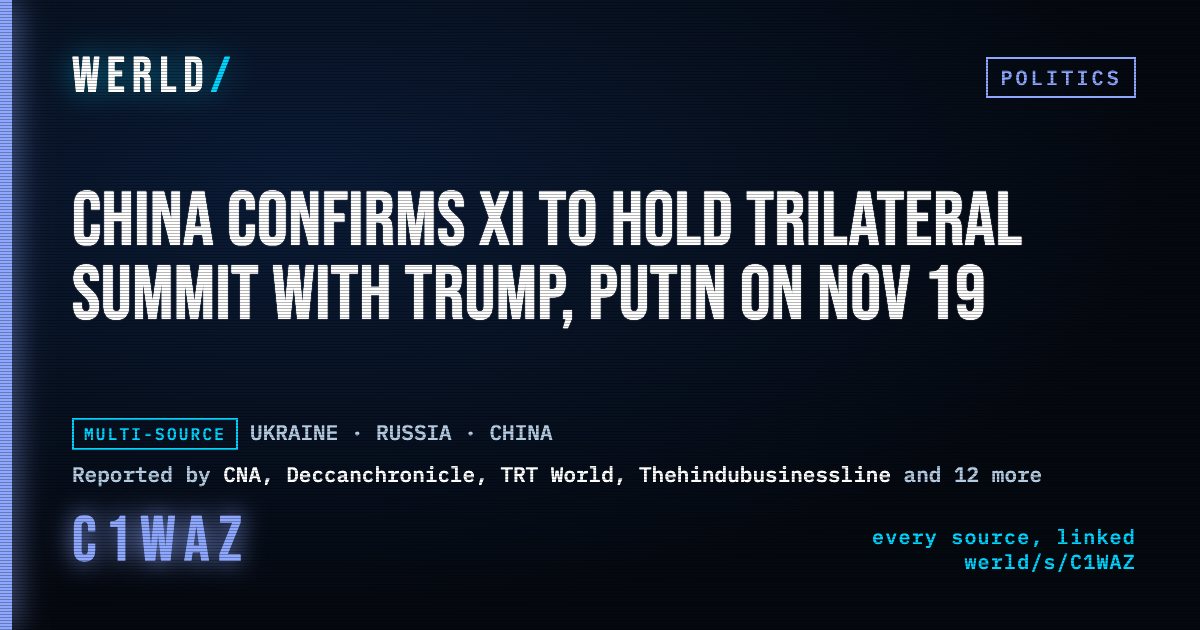 WERLD/
POLITICS
CHINA CONFIRMS XI TO HOLD TRILATERAL
SUMMIT WITH TRUMP, PUTIN ON NOV 19
MULTI-SOURCE UKRAINE · RUSSIA · CHINA
Reported by CNA, Deccanchronicle, TRT World, Thehindubusinessline and 12 more
C1WAZ
every source, linked
werld/s/C1WAZ